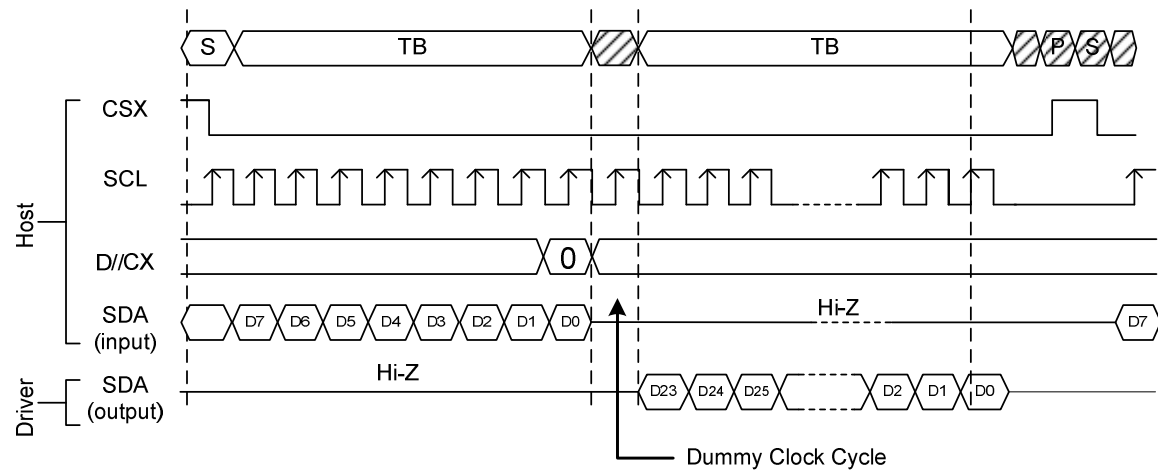 S TB TB P S
CSX
SCL
D//CX 0
SDA D7 D6 D5 D4 D3 D2 D1 D0 Hi-Z D7
(input)
SDA Hi-Z
(output) D23 D24 D25 D2 D1 D0
Host
Driver
Dummy Clock Cycle